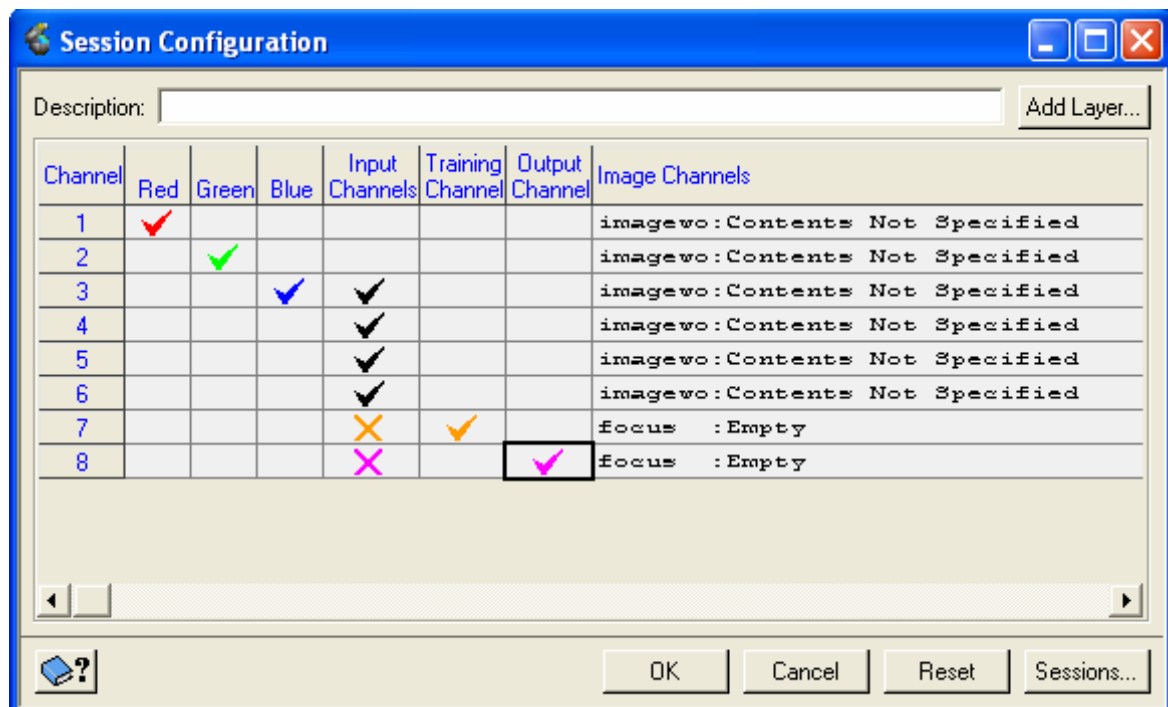 Session Configuration
Description: Add Layer...
Channel Red Green Blue Input Channels Training Channel Output Channel Image Channels
1 imagewo:Contents Not Specified
2 imagewo:Contents Not Specified
3 imagewo:Contents Not Specified
4 imagewo:Contents Not Specified
5 imagewo:Contents Not Specified
6 imagewo:Contents Not Specified
7 focus :Empty
8 focus :Empty
? OK Cancel Reset Sessions...